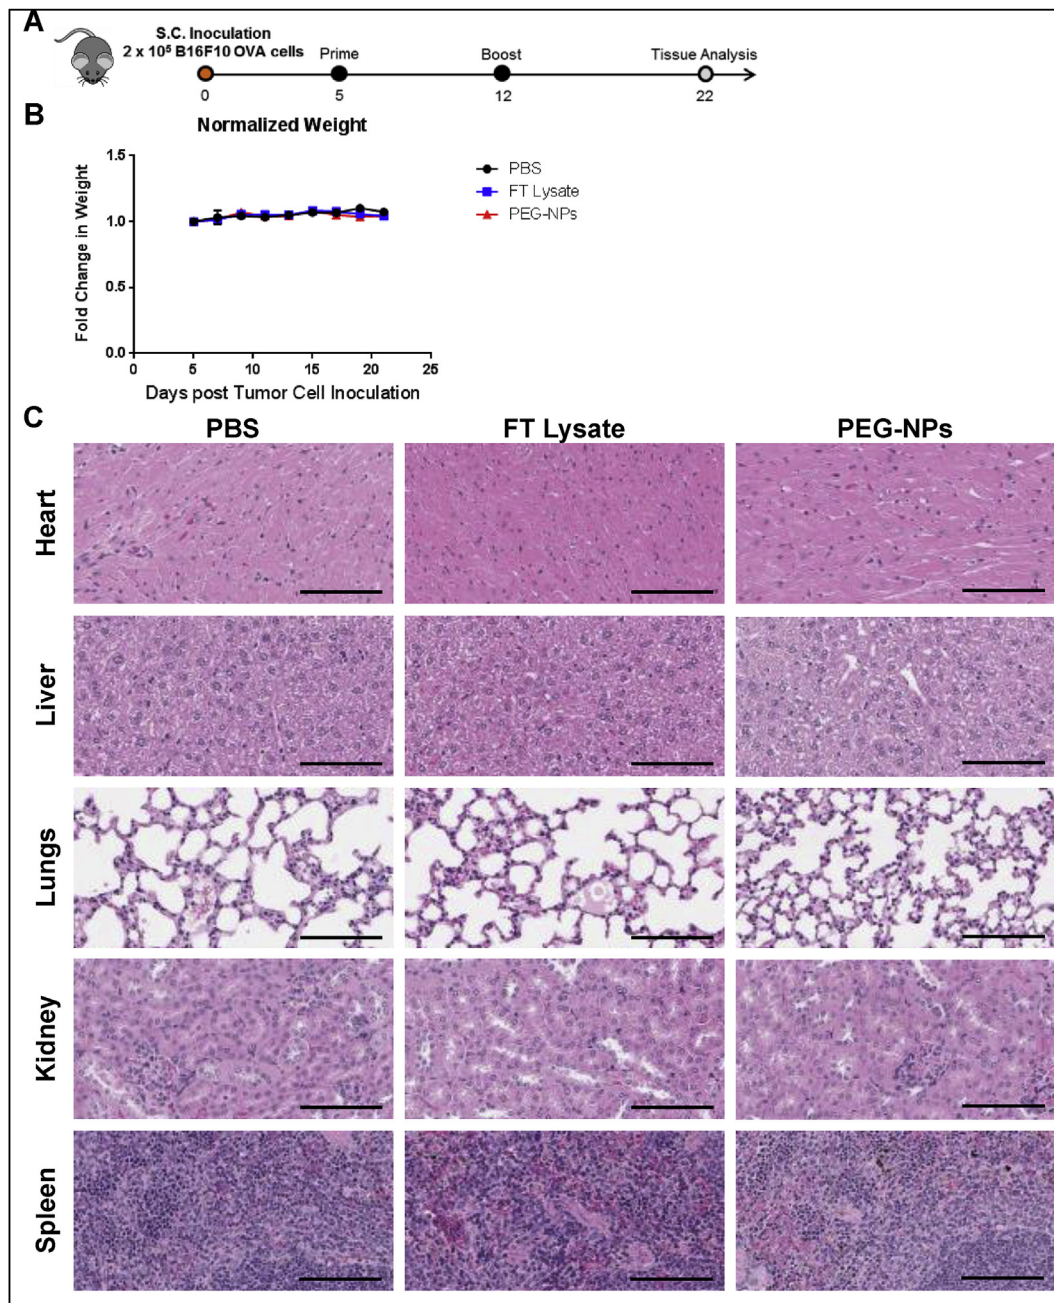 A
S.C. Inoculation
2 x 10⁵ B16F10 OVA cells
Prime
Boost
Tissue Analysis
0
5
12
22
B
Normalized Weight
Fold Change in Weight
1.5
1.0
0.5
0.0
0
5
10
15
20
25
Days post Tumor Cell Inoculation
PBS
FT Lysate
PEG-NPs
C
PBS
FT Lysate
PEG-NPs
Heart
Liver
Lungs
Kidney
Spleen